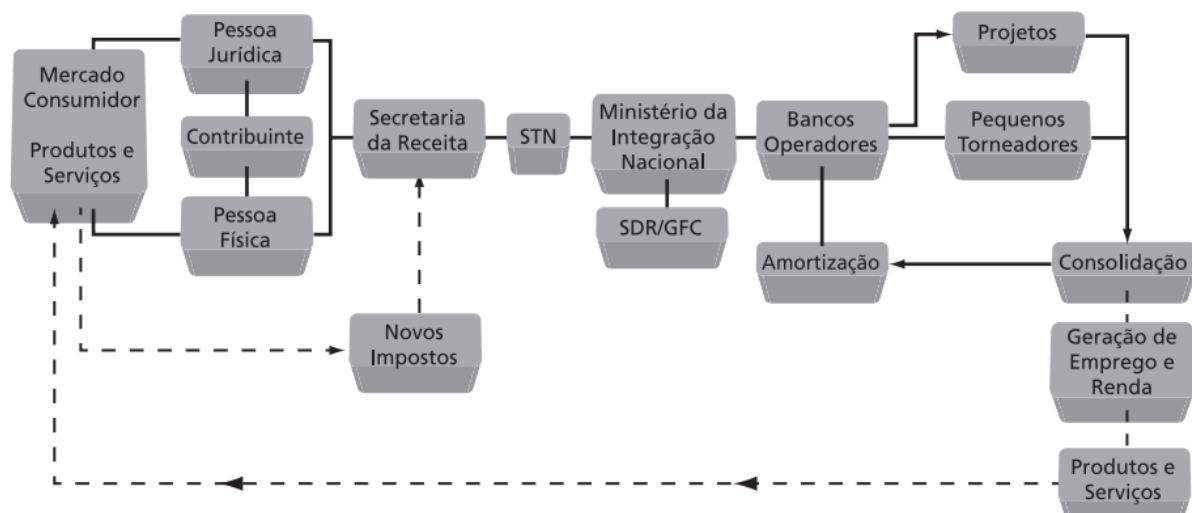 Pessoa
Jurídica
Projetos
Mercado
Consumidor
Produtos e
Serviços
Contribuinte
Secretaria
da Receita
STN
Ministério da
Integração
Nacional
Bancos
Operadores
Pequenos
Torneadores
Pessoa
Física
SDR/GFC
Amortização
Consolidação
Novos
Impostos
Geração de
Emprego e
Renda
Produtos e
Serviços